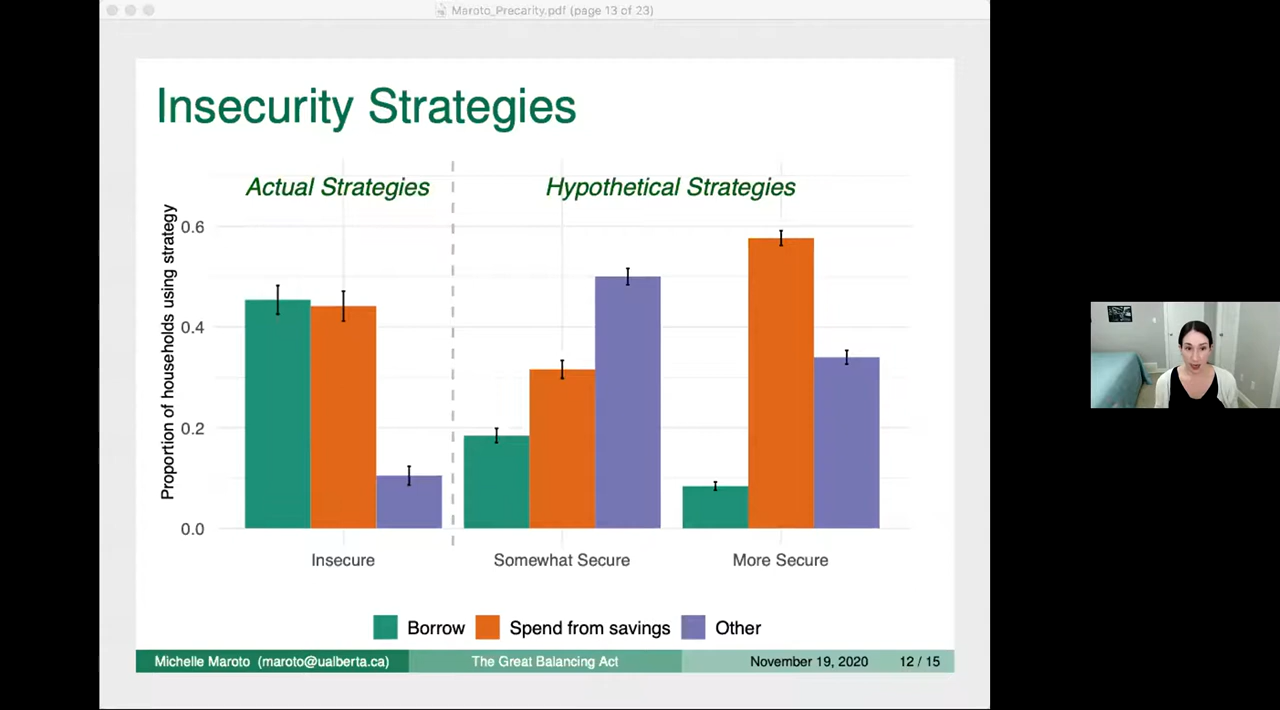 Maroto_Precarity.pdf (page 13 of 23)
Insecurity Strategies
Actual Strategies
Hypothetical Strategies
Proportion of households using strategy
0.6
0.4
0.2
0.0
Insecure
Somewhat Secure
More Secure
Borrow
Spend from savings
Other
Michelle Maroto (maroto@ualberta.ca)
The Great Balancing Act
November 19, 2020
12 / 15